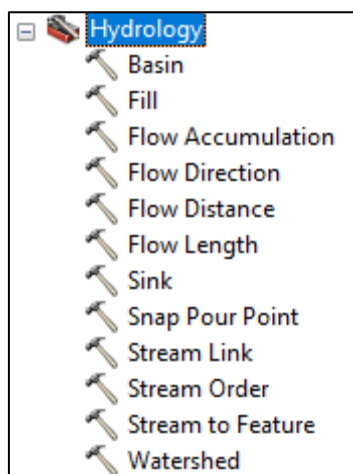 Hydrology
Basin
Fill
Flow Accumulation
Flow Direction
Flow Distance
Flow Length
Sink
Snap Pour Point
Stream Link
Stream Order
Stream to Feature
Watershed